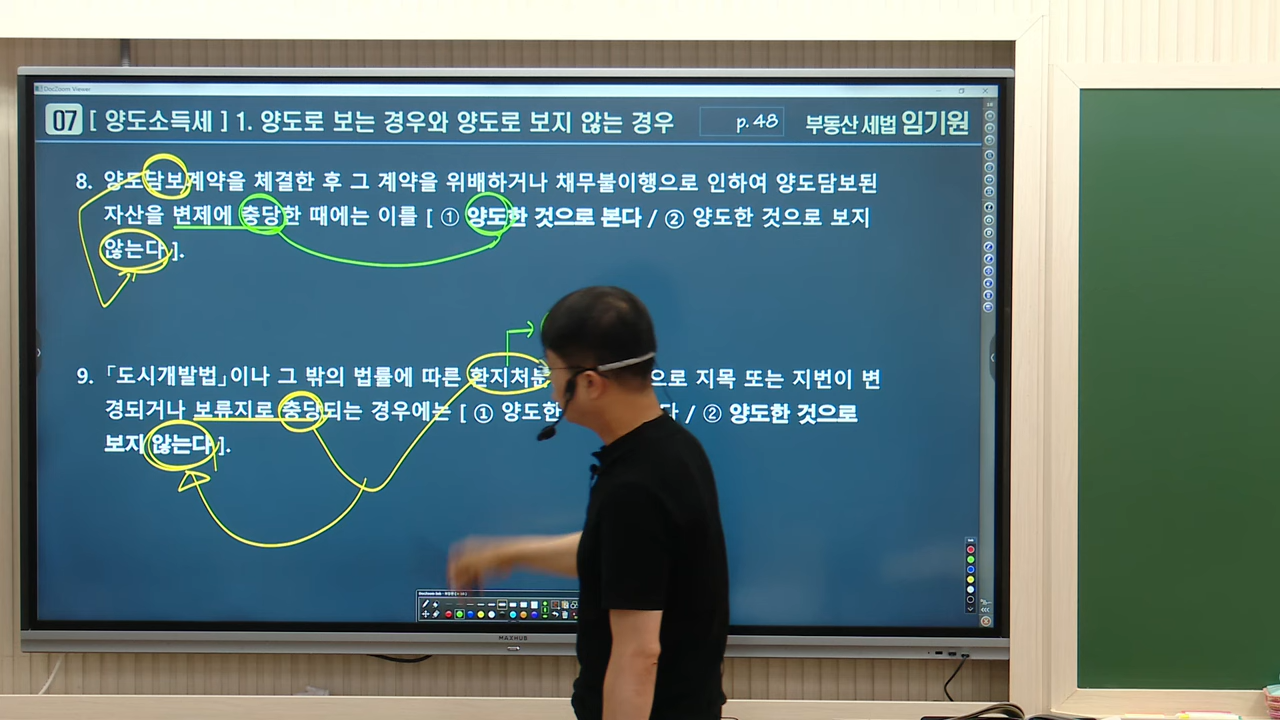 DocZoom Viewer
07 [ 양도소득세 ] 1. 양도로 보는 경우와 양도로 보지 않는 경우 p.48 부동산 세법 임기원
8. 양도담보계약을 체결한 후 그 계약을 위배하거나 채무불이행으로 인하여 양도담보된
자산을 변제에 충당한 때에는 이를 [ ① 양도한 것으로 본다 / ② 양도한 것으로 보지
않는다 ].
9. 「도시개발법」이나 그 밖의 법률에 따른 환지처분 으로 지목 또는 지번이 변
경되거나 보류지로 충당되는 경우에는 [ ① 양도한 다 / ② 양도한 것으로
보지 않는다 ].
MAXHUB